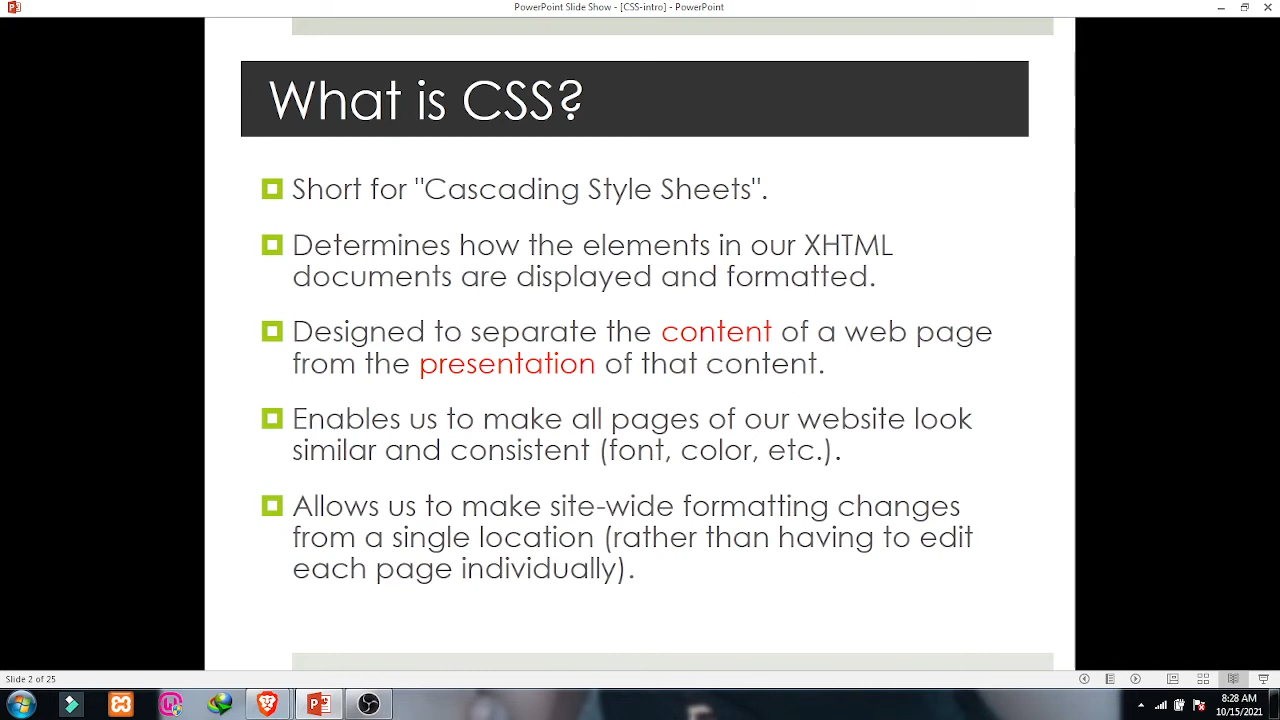 PowerPoint Slide Show - [CSS-intro] - PowerPoint
What is CSS?
Short for "Cascading Style Sheets".
Determines how the elements in our XHTML
documents are displayed and formatted.
Designed to separate the content of a web page
from the presentation of that content.
Enables us to make all pages of our website look
similar and consistent (font, color, etc.).
Allows us to make site-wide formatting changes
from a single location (rather than having to edit
each page individually).
Slide 2 of 25
8:28 AM
10/15/2021